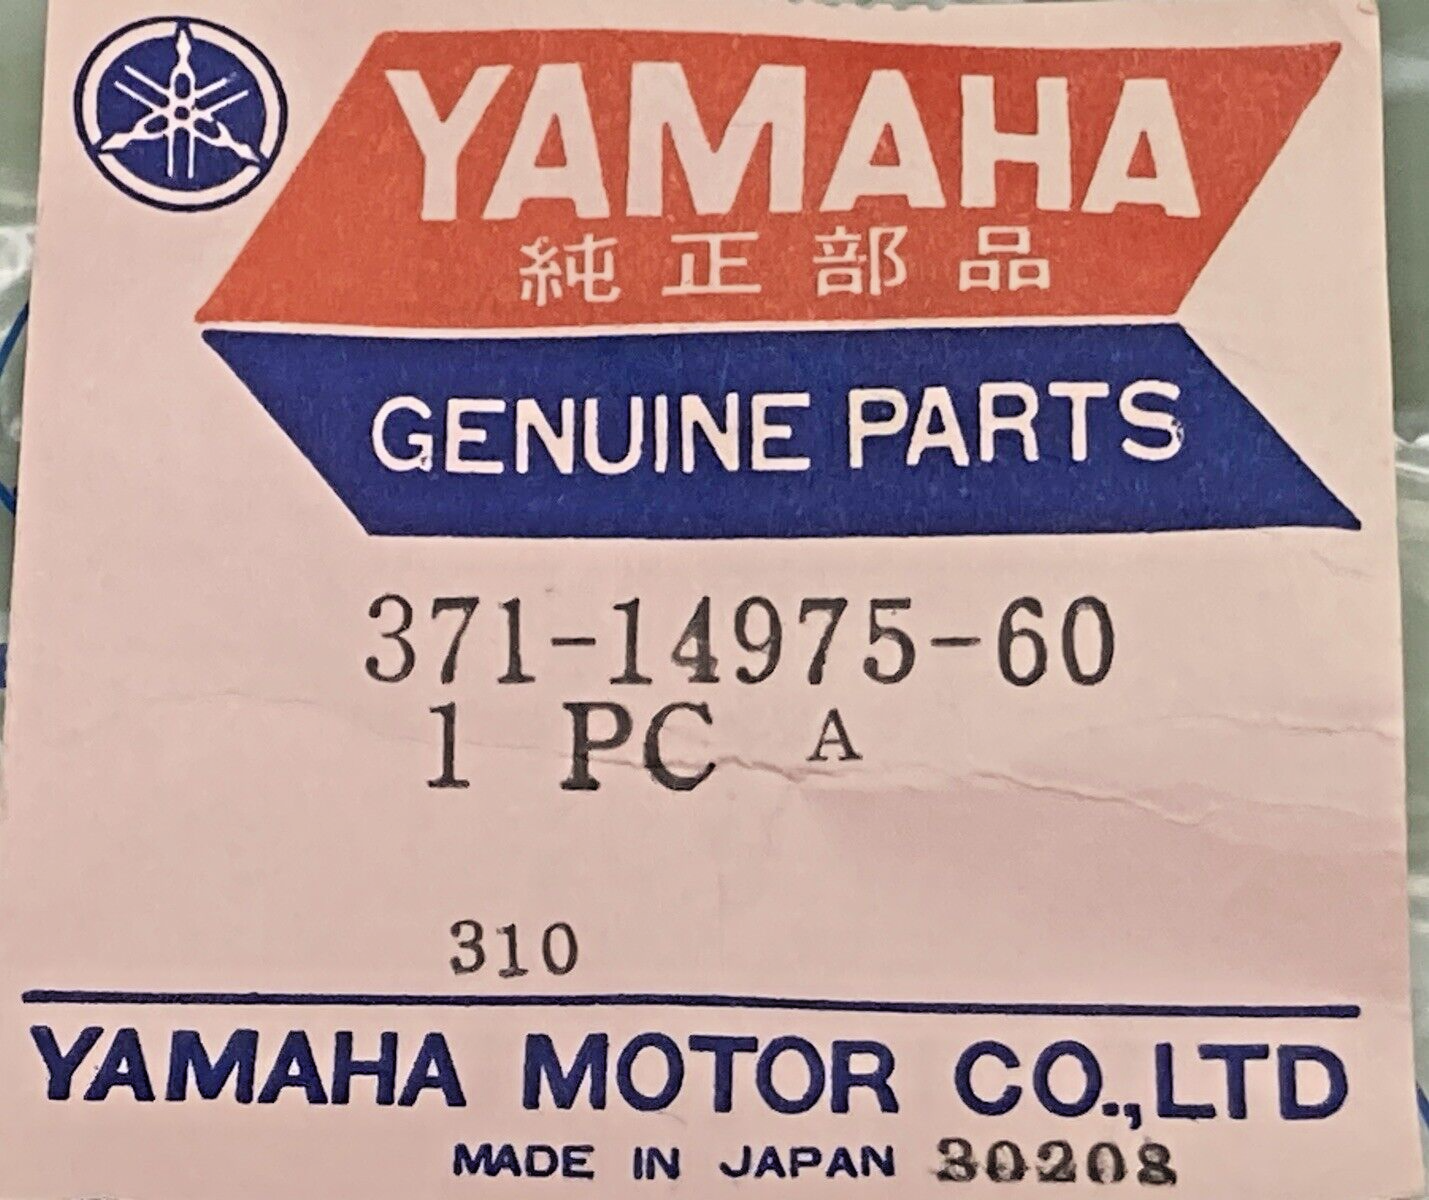 YAMAHA
純正部品
GENUINE PARTS
371-14975-60
1 PC A
310
YAMAHA MOTOR CO.,LTD
MADE IN JAPAN 30208